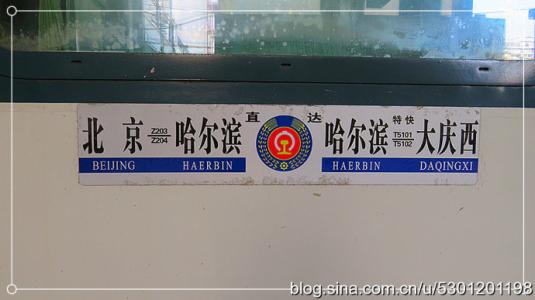 直 达
北 京 Z203 哈尔滨
Z204
BEIJING HAERBIN
特快
哈尔滨 T5101 大庆西
T5102
HAERBIN DAQINGXI
blog.sina.com.cn/u/5301201198